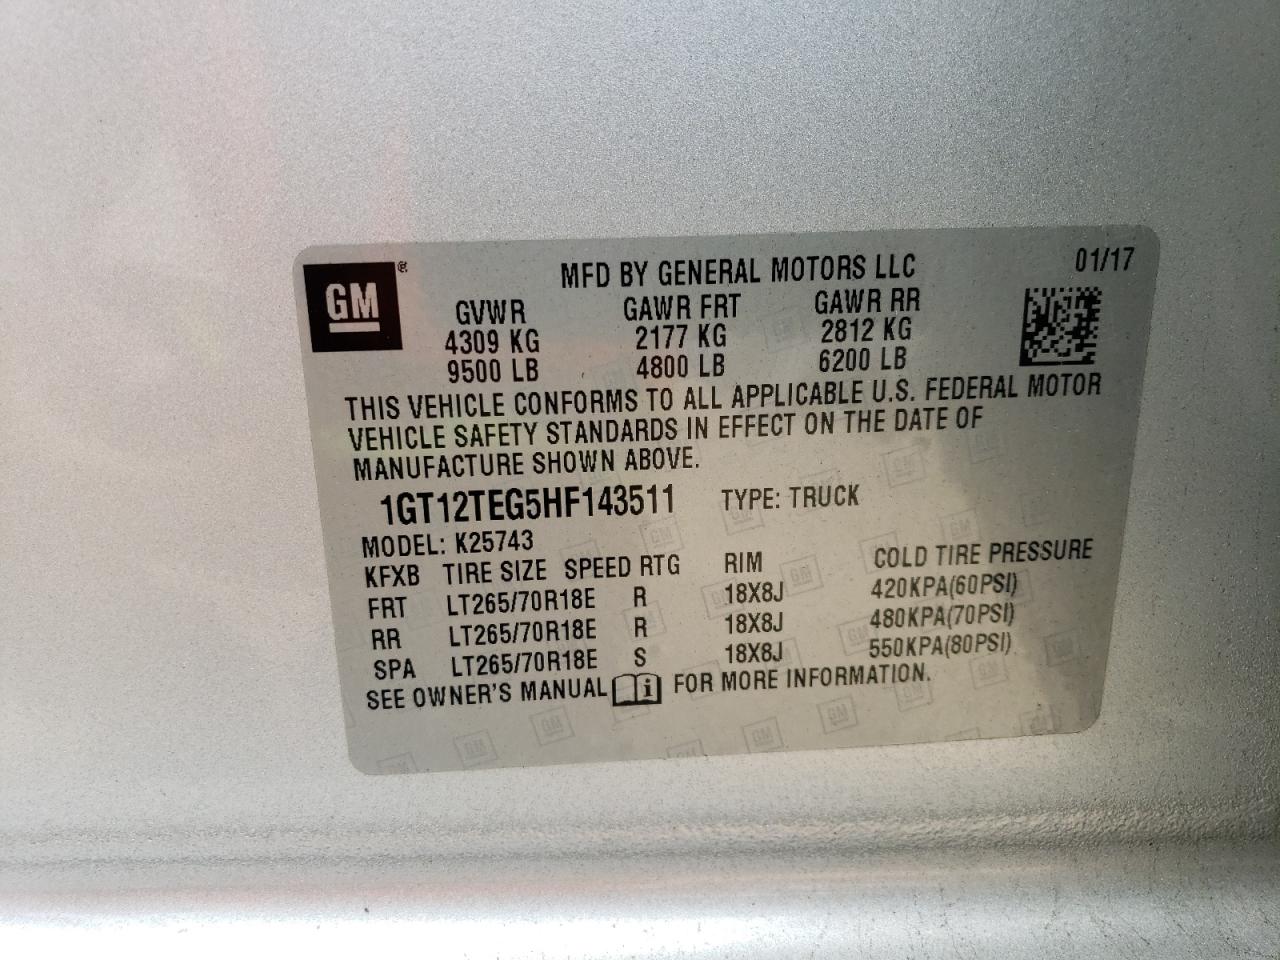 GM ® MFD BY GENERAL MOTORS LLC 01/17
GVWR GAWR FRT GAWR RR
4309 KG 2177 KG 2812 KG
9500 LB 4800 LB 6200 LB
THIS VEHICLE CONFORMS TO ALL APPLICABLE U.S. FEDERAL MOTOR
VEHICLE SAFETY STANDARDS IN EFFECT ON THE DATE OF
MANUFACTURE SHOWN ABOVE.
1GT12TEG5HF143511 TYPE: TRUCK
MODEL: K25743
KFXB TIRE SIZE SPEED RTG RIM COLD TIRE PRESSURE
FRT LT265/70R18E R 18X8J 420KPA(60PSI)
RR LT265/70R18E R 18X8J 480KPA(70PSI)
SPA LT265/70R18E S 18X8J 550KPA(80PSI)
SEE OWNER'S MANUAL i FOR MORE INFORMATION.